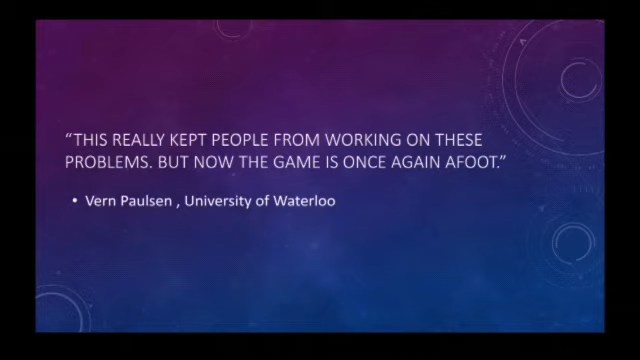 “THIS REALLY KEPT PEOPLE FROM WORKING ON THESE
PROBLEMS. BUT NOW THE GAME IS ONCE AGAIN AFOOT.”
• Vern Paulsen , University of Waterloo